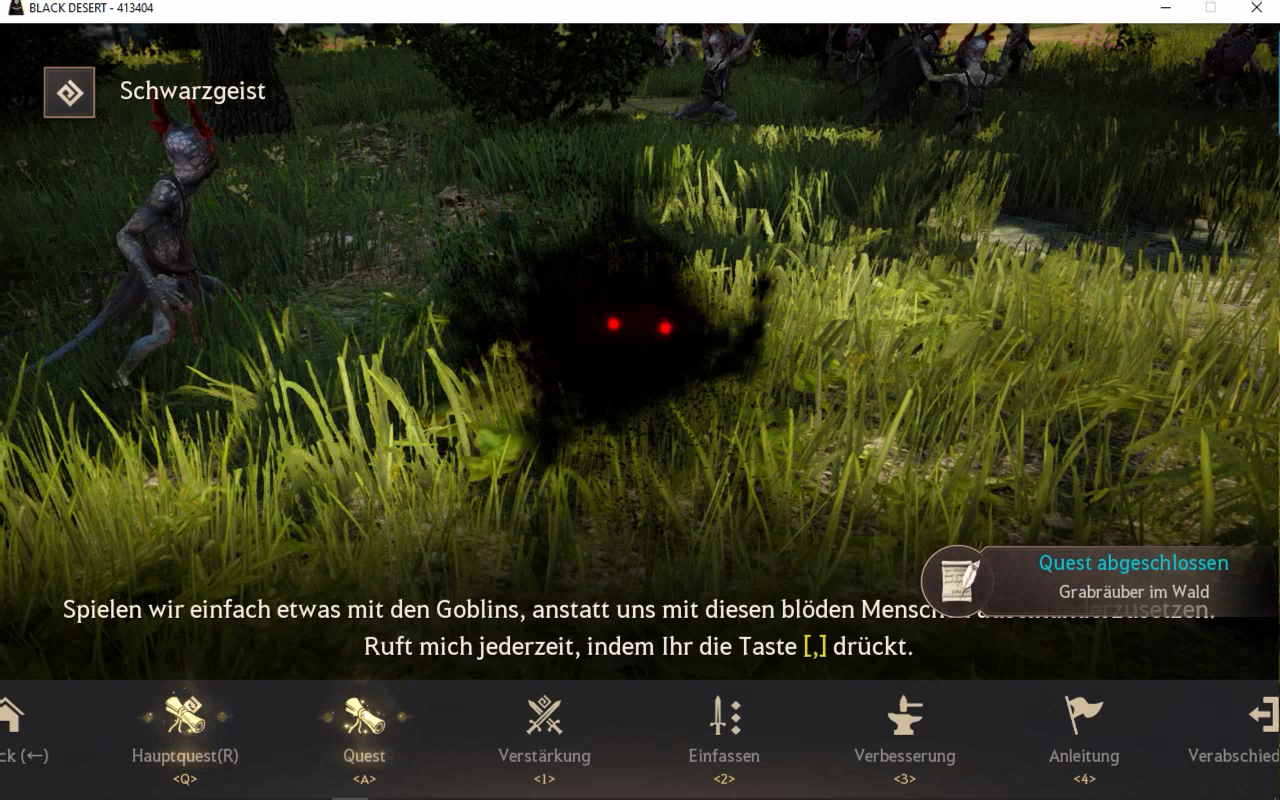 BLACK DESERT - 413404
Schwarzgeist
Quest abgeschlossen
Grabräuber im Wald
Spielen wir einfach etwas mit den Goblins, anstatt uns mit diesen blöden
Ruft mich jederzeit, indem Ihr die Taste [,] drückt.
ck (←)
Hauptquest(R)
Quest
Verstärkung
Einfassen
Verbesserung
Anleitung
Verabschied
<Q>
<A>
<1>
<2>
<3>
<4>